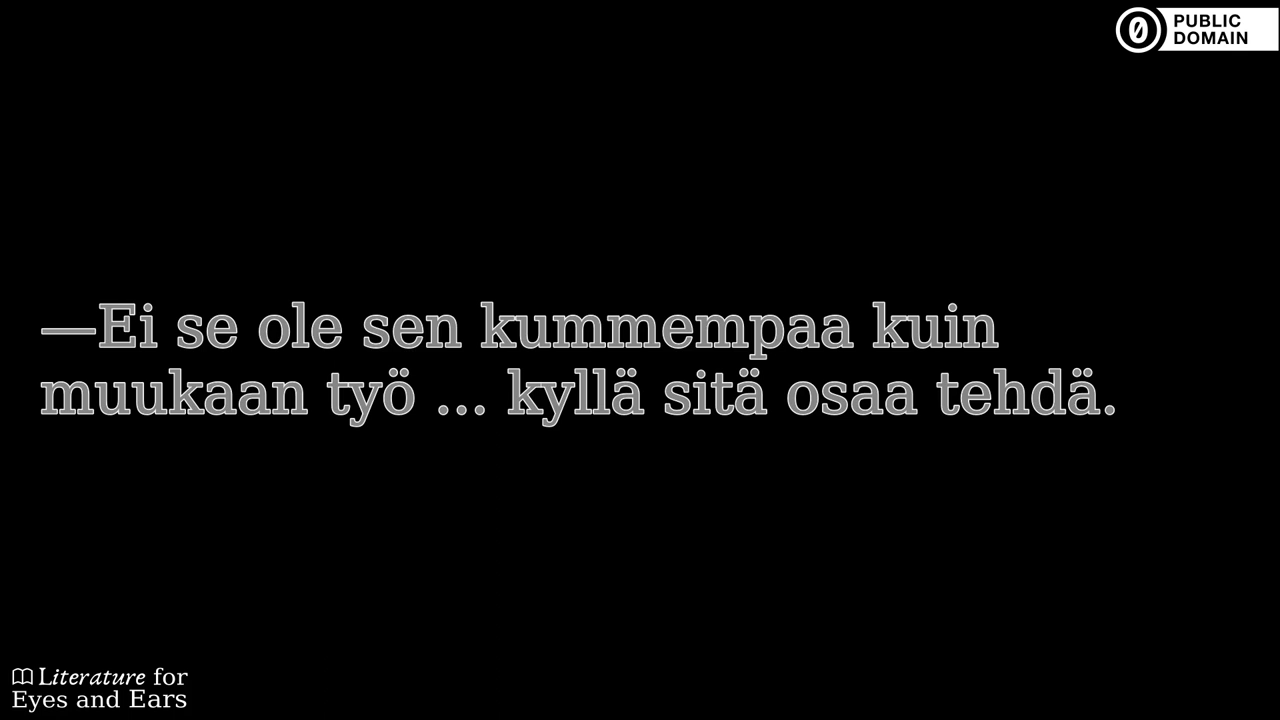 PUBLIC
DOMAIN
—Ei se ole sen kummempaa kuin
muukaan työ ... kyllä sitä osaa tehdä.
Literature for
Eyes and Ears